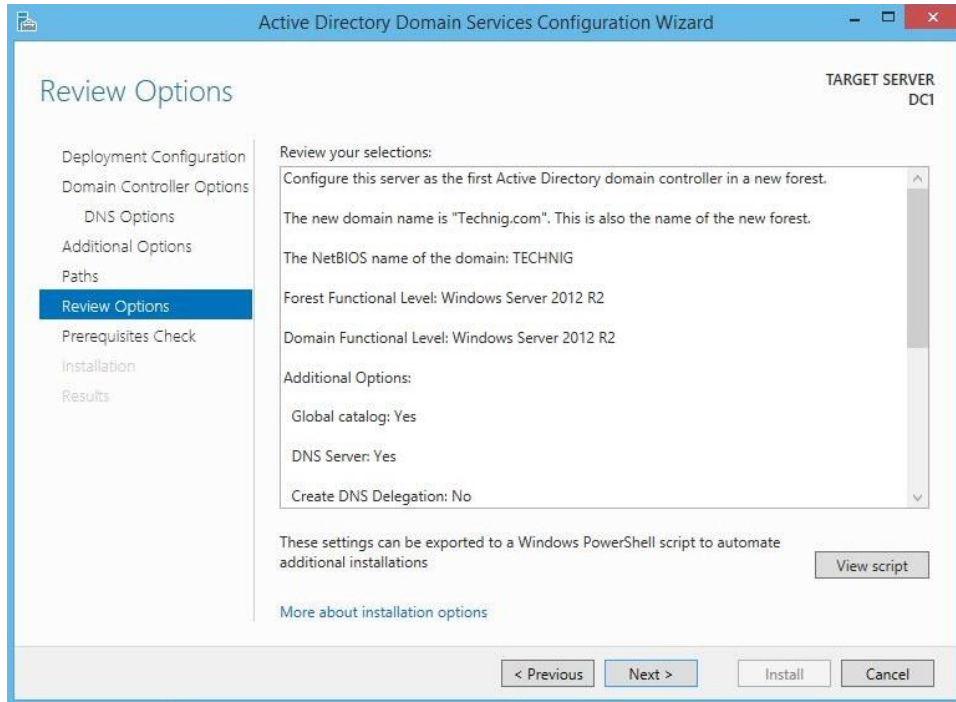 Active Directory Domain Services Configuration Wizard
Review Options
TARGET SERVER
DC1
Deployment Configuration
Domain Controller Options
DNS Options
Additional Options
Paths
Review Options
Prerequisites Check
Installation
Results
Review your selections:
Configure this server as the first Active Directory domain controller in a new forest.
The new domain name is "Technig.com". This is also the name of the new forest.
The NetBIOS name of the domain: TECHNIG
Forest Functional Level: Windows Server 2012 R2
Domain Functional Level: Windows Server 2012 R2
Additional Options:
Global catalog: Yes
DNS Server: Yes
Create DNS Delegation: No
These settings can be exported to a Windows PowerShell script to automate
additional installations
View script
More about installation options
< Previous
Next >
Install
Cancel